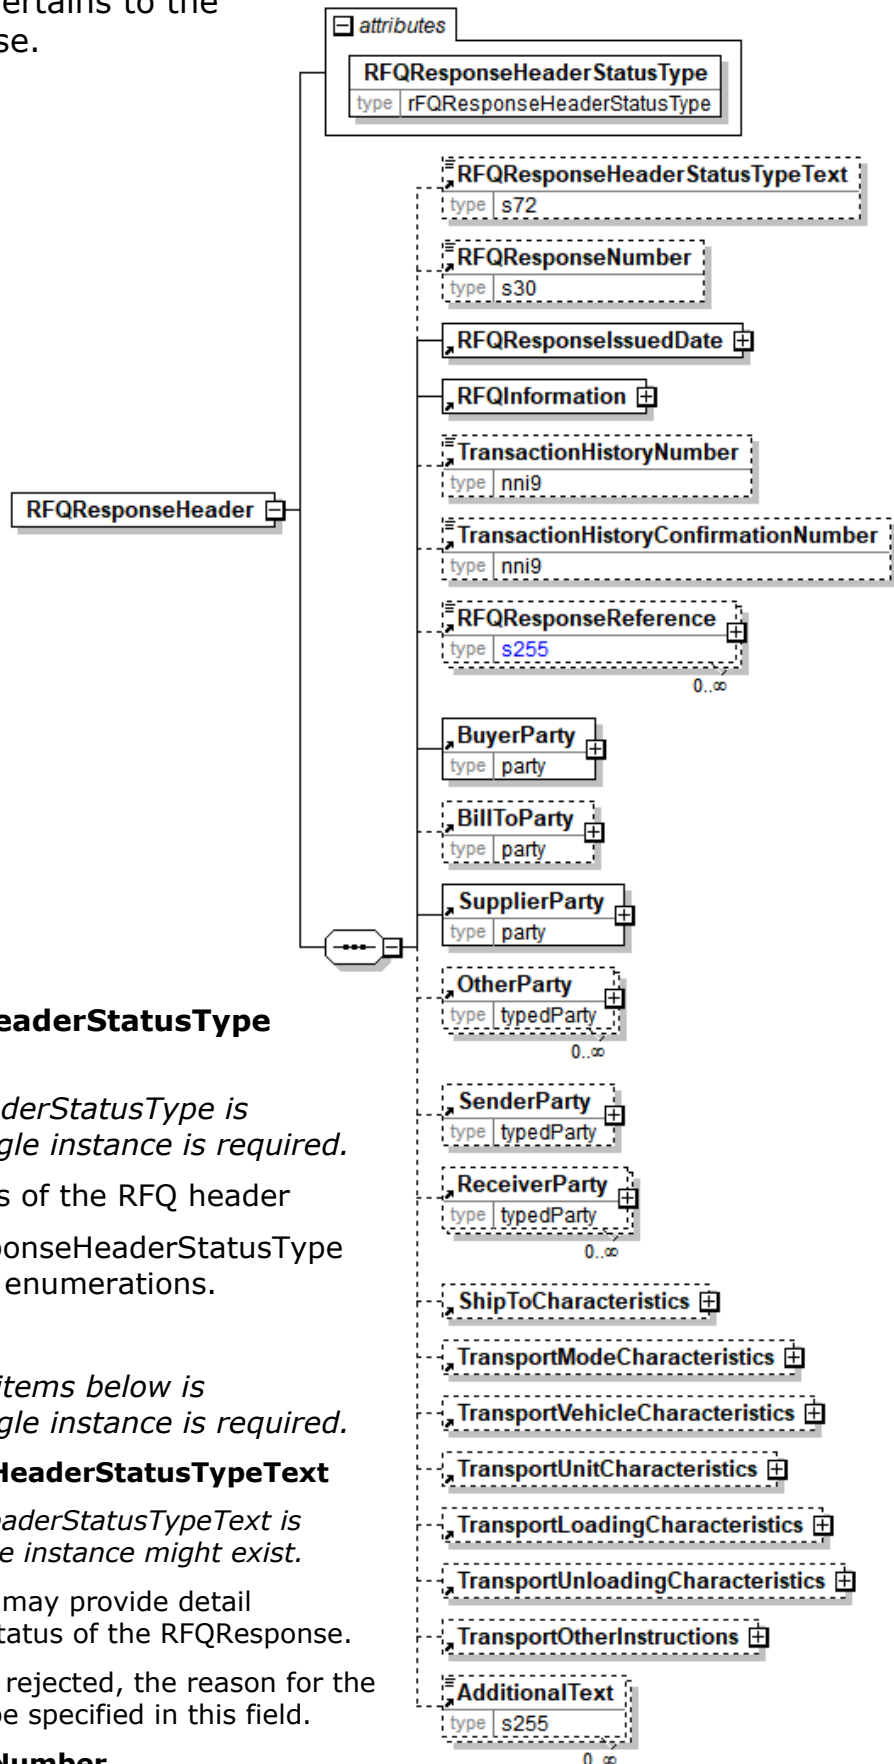 ertains to the
se.
attributes
RFQResponseHeaderStatusType
type rFQResponseHeaderStatusType
RFQResponseHeaderStatusTypeText
type s72
RFQResponseNumber
type s30
RFQResponseIssuedDate
RFQInformation
TransactionHistoryNumber
type nni9
RFQResponseHeader
TransactionHistoryConfirmationNumber
type nni9
RFQResponseReference
type s255
0..∞
BuyerParty
type party
BillToParty
type party
SupplierParty
type party
OtherParty
type typedParty
0..∞
SenderParty
type typedParty
ReceiverParty
type typedParty
0..∞
ShipToCharacteristics
TransportModeCharacteristics
TransportVehicleCharacteristics
TransportUnitCharacteristics
TransportLoadingCharacteristics
TransportUnloadingCharacteristics
TransportOtherInstructions
AdditionalText
type s255
0..∞
eaderStatusType
derStatusType is
gle instance is required.
s of the RFQ header
ponseHeaderStatusType
enumerations.
items below is
gle instance is required.
HeaderStatusTypeText
eaderStatusTypeText is
e instance might exist.
may provide detail
tatus of the RFQResponse.
rejected, the reason for the
be specified in this field.
Number